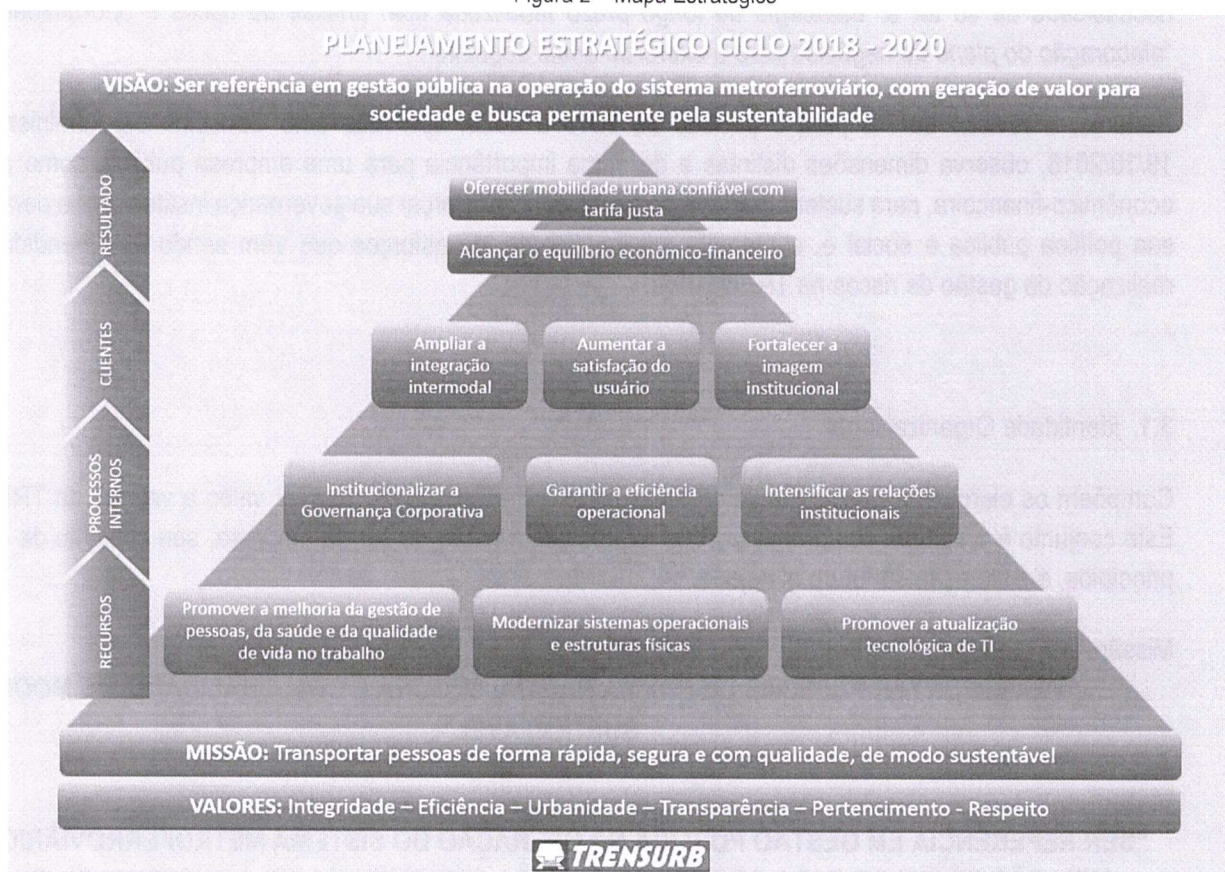 Figura 2 – Mapa Estratégico
PLANEJAMENTO ESTRATÉGICO CICLO 2018 - 2020
VISÃO: Ser referência em gestão pública na operação do sistema metroferroviário, com geração de valor para
sociedade e busca permanente pela sustentabilidade
RESULTADO
Oferecer mobilidade urbana confiável com
tarifa justa
Alcançar o equilíbrio econômico-financeiro
CLIENTES
Ampliar a
integração
intermodal
Aumentar a
satisfação do
usuário
Fortalecer a
imagem
institucional
PROCESSOS
INTERNOS
Institucionalizar a
Governança Corporativa
Garantir a eficiência
operacional
Intensificar as relações
institucionais
RECURSOS
Promover a melhoria da gestão de
pessoas, da saúde e da qualidade
de vida no trabalho
Modernizar sistemas operacionais
e estruturas físicas
Promover a atualização
tecnológica de TI
MISSÃO: Transportar pessoas de forma rápida, segura e com qualidade, de modo sustentável
VALORES: Integridade – Eficiência – Urbanidade – Transparência – Pertencimento - Respeito
TRENSURB